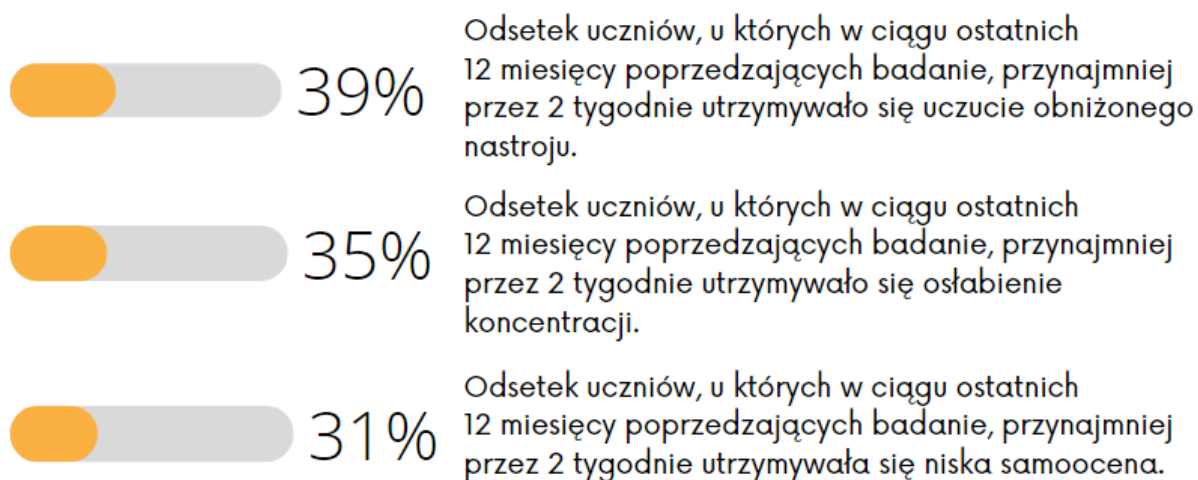 39%
Odsetek uczniów, u których w ciągu ostatnich
12 miesięcy poprzedzających badanie, przynajmniej
przez 2 tygodnie utrzymywało się uczucie obniżonego
nastroju.
35%
Odsetek uczniów, u których w ciągu ostatnich
12 miesięcy poprzedzających badanie, przynajmniej
przez 2 tygodnie utrzymywało się osłabienie
koncentracji.
31%
Odsetek uczniów, u których w ciągu ostatnich
12 miesięcy poprzedzających badanie, przynajmniej
przez 2 tygodnie utrzymywała się niska samoocena.